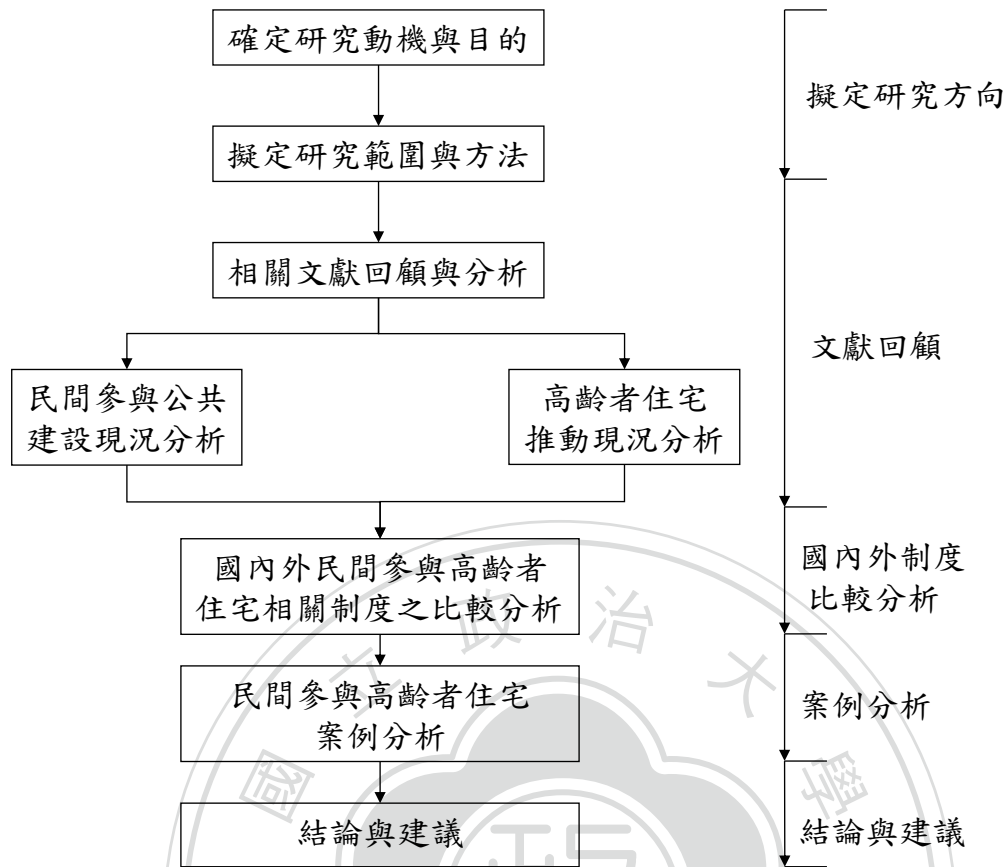 確定研究動機與目的
擬定研究方向
擬定研究範圍與方法
相關文獻回顧與分析
文獻回顧
民間參與公共
建設現況分析
高齡者住宅
推動現況分析
國內外民間參與高齡者
住宅相關制度之比較分析
國內外制度
比較分析
民間參與高齡者住宅
案例分析
案例分析
結論與建議
結論與建議
國立政治大學